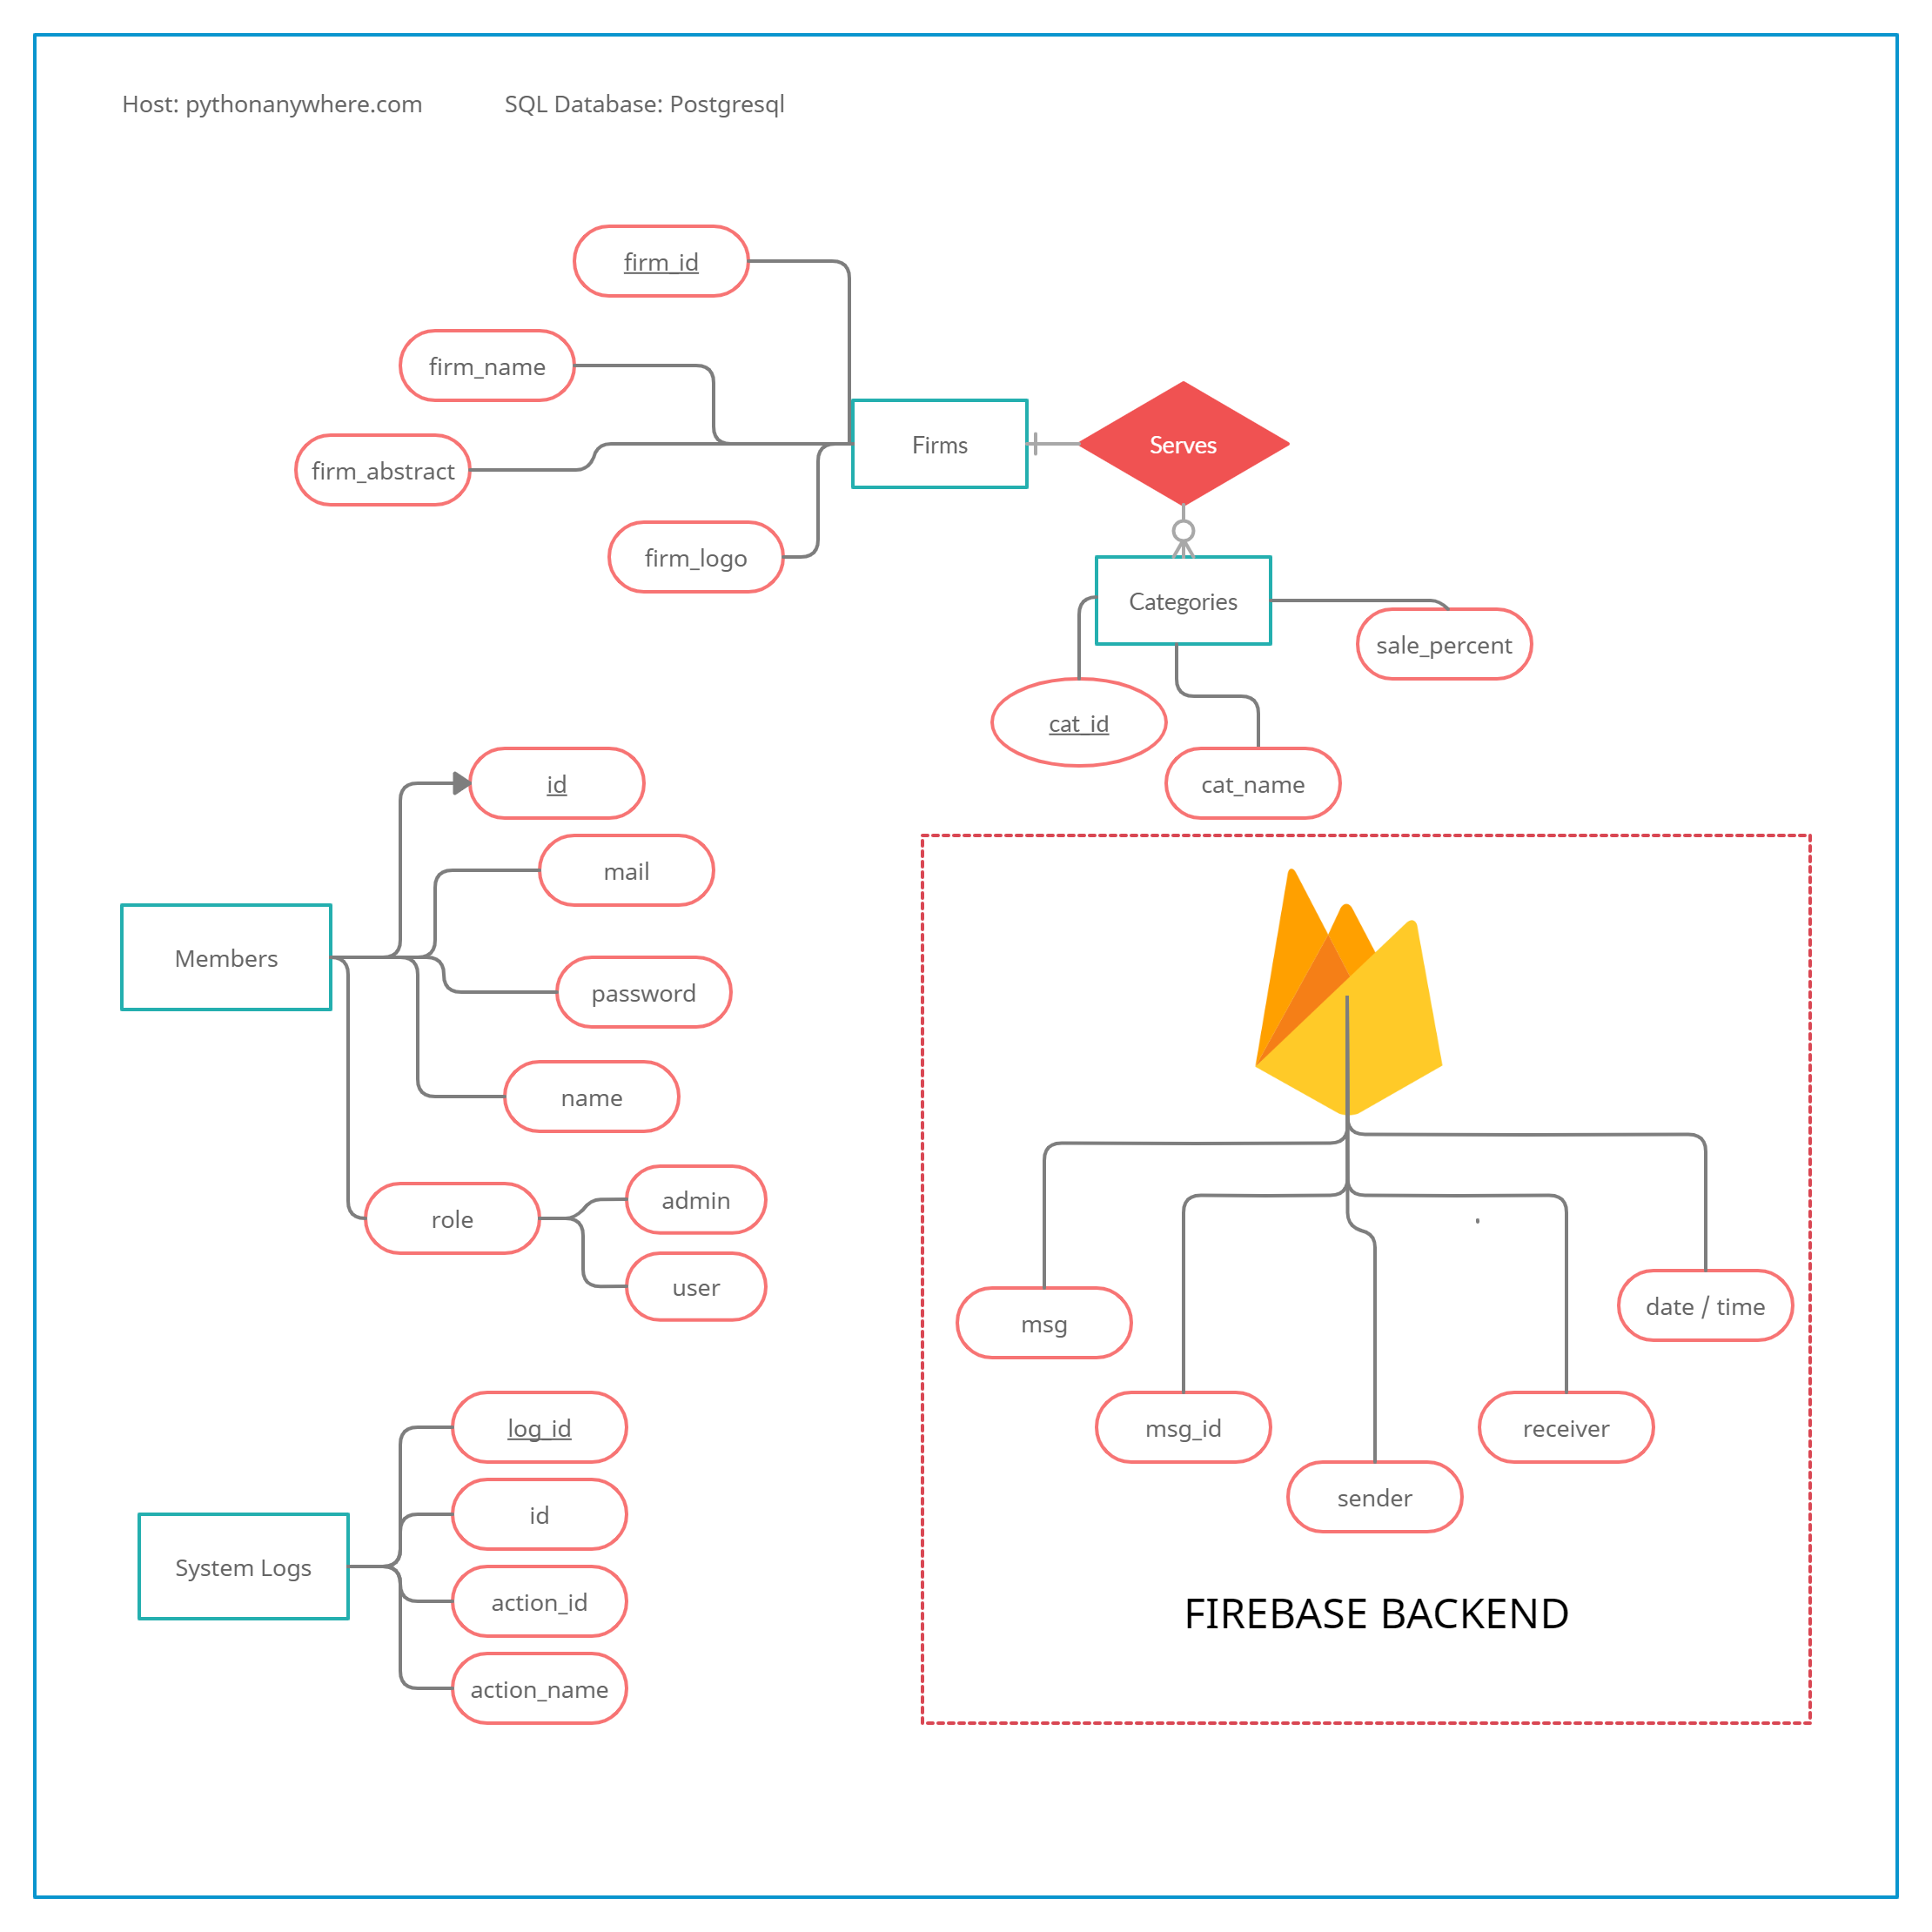 Host: pythonanywhere.com
SQL Database: Postgresql
firm_id
firm_name
firm_abstract
firm_logo
Firms
Serves
Categories
sale_percent
cat_id
cat_name
Members
id
mail
password
name
role
admin
user
System Logs
log_id
id
action_id
action_name
msg
msg_id
sender
receiver
date / time
FIREBASE BACKEND